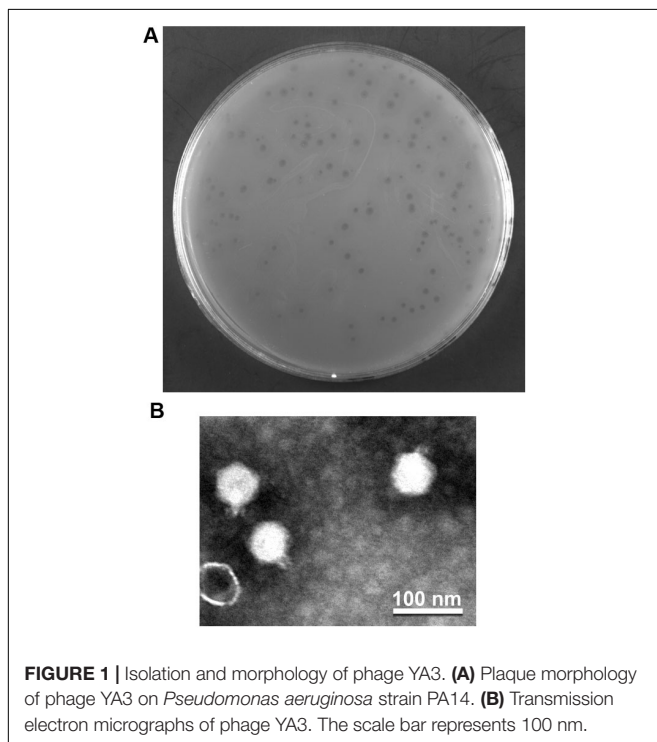 A
B
100 nm
FIGURE 1 | Isolation and morphology of phage YA3. (A) Plaque morphology
of phage YA3 on Pseudomonas aeruginosa strain PA14. (B) Transmission
electron micrographs of phage YA3. The scale bar represents 100 nm.